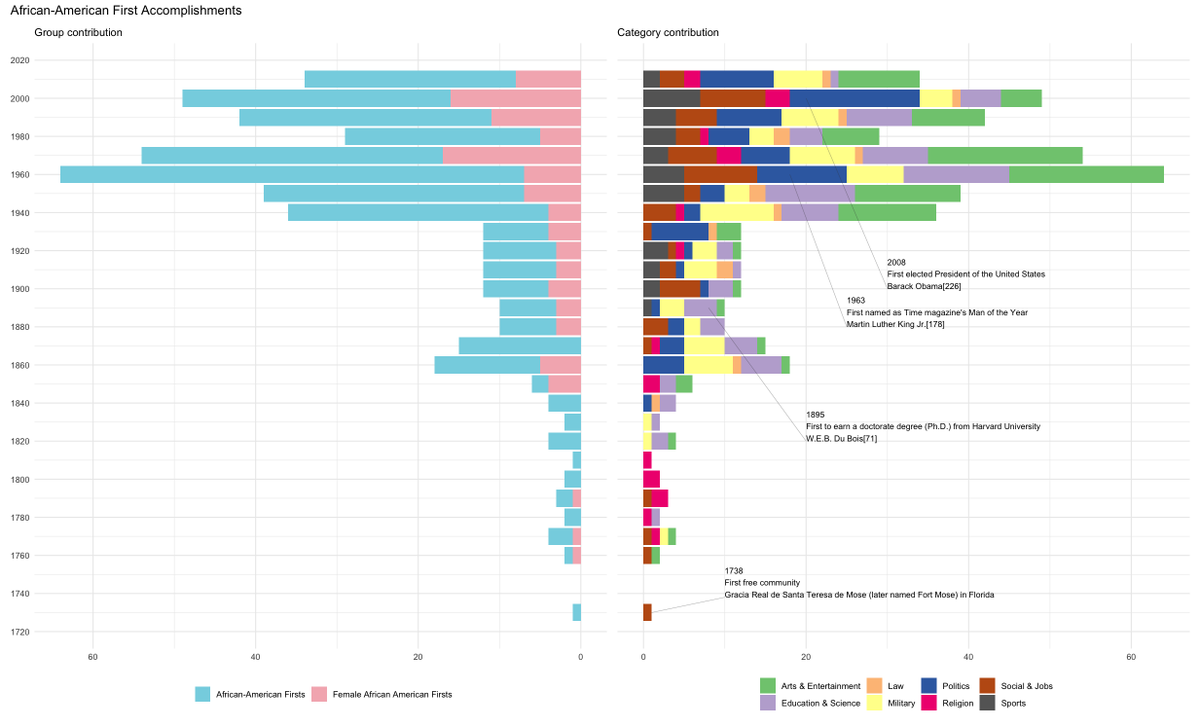 African-American First Accomplishments
Group contribution
2020
2000
1980
1960
1940
1920
1900
1880
1860
1840
1820
1800
1780
1760
1740
1720
60 40 20 0
African-American Firsts Female African American Firsts
Category contribution
2008
First elected President of the United States
Barack Obama[226]
1963
First named as Time magazine's Man of the Year
Martin Luther King Jr.[178]
1895
First to earn a doctorate degree (Ph.D.) from Harvard University
W.E.B. Du Bois[71]
1738
First free community
Gracia Real de Santa Teresa de Mose (later named Fort Mose) in Florida
0 20 40 60
Arts & Entertainment Law Politics Social & Jobs
Education & Science Military Religion Sports